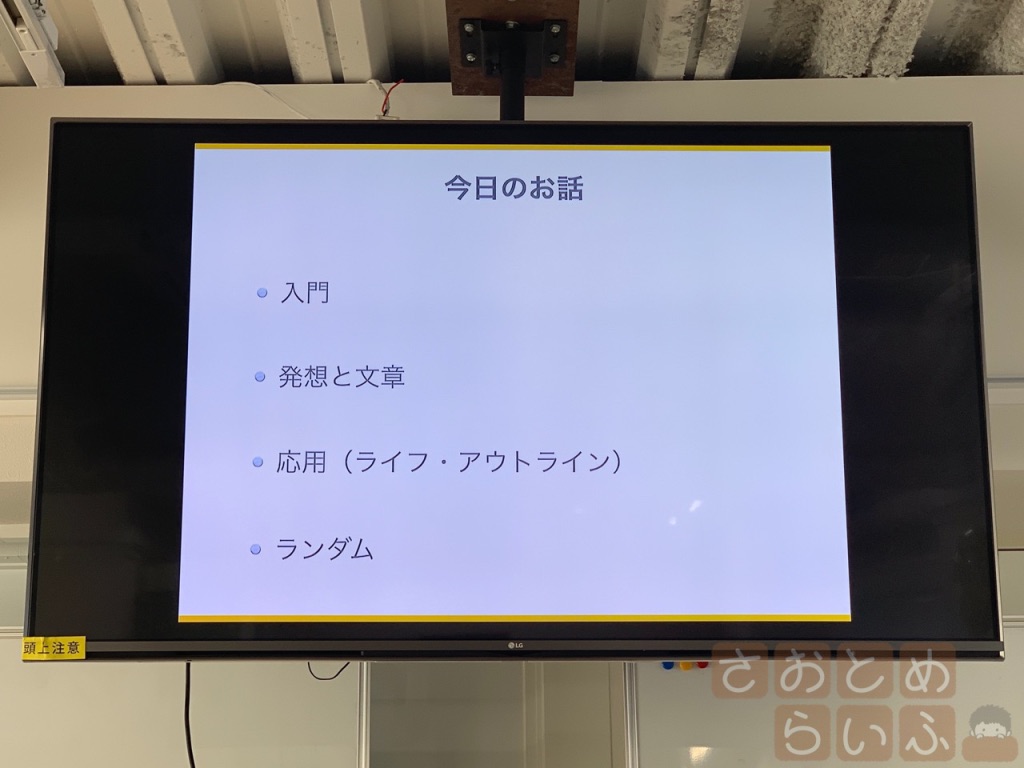 今日のお話
入門
発想と文章
応用（ライフ・アウトライン）
ランダム
頭上注意
LG
さおとめ
らいふ